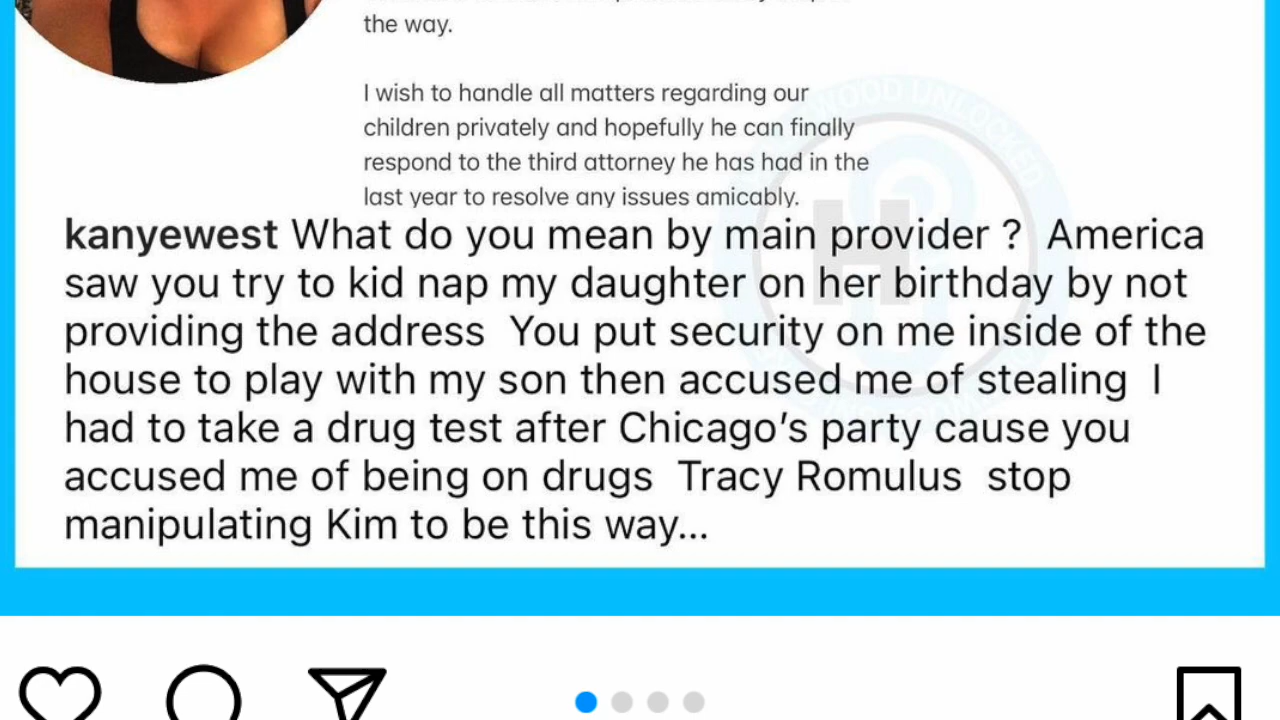 the way.
I wish to handle all matters regarding our
children privately and hopefully he can finally
respond to the third attorney he has had in the
last year to resolve any issues amicably.
kanyewest What do you mean by main provider ? America
saw you try to kid nap my daughter on her birthday by not
providing the address You put security on me inside of the
house to play with my son then accused me of stealing I
had to take a drug test after Chicago’s party cause you
accused me of being on drugs Tracy Romulus stop
manipulating Kim to be this way...